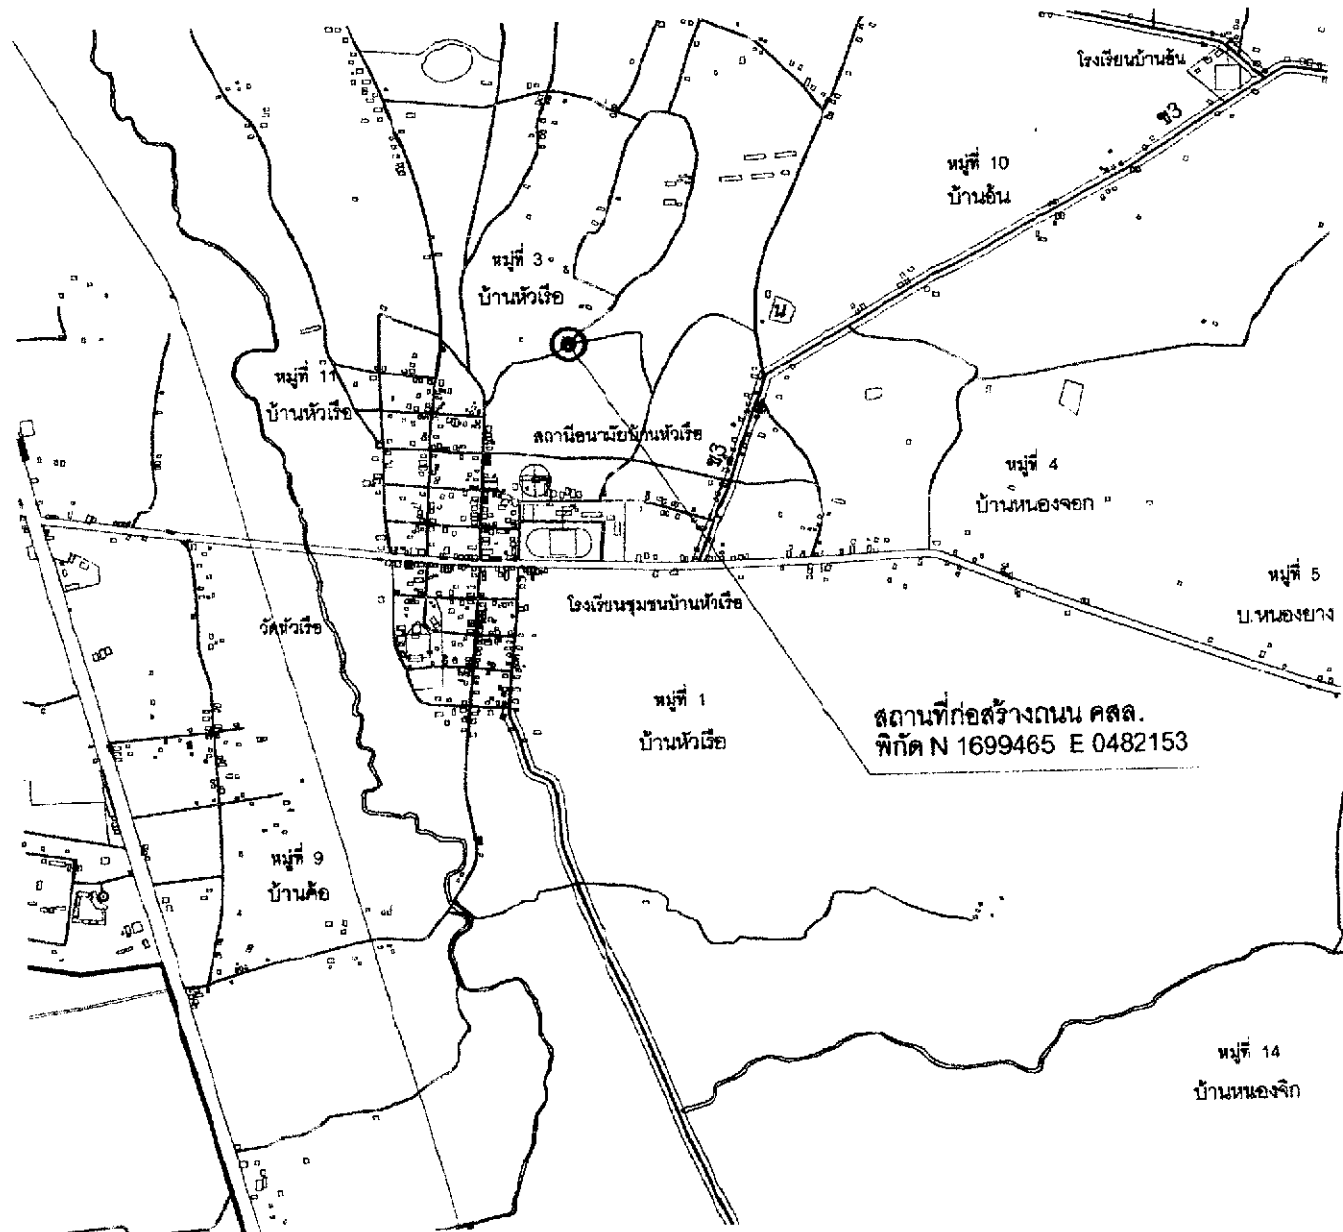 โรงเรียนบ้านอ้น
ช3
หมู่ที่ 10
บ้านอ้น
หมู่ที่ 3
บ้านหัวเรือ
น
หมู่ที่ 11
บ้านหัวเรือ
สถานีอนามัยบ้านหัวเรือ
ช3
หมู่ที่ 4
บ้านหนองจอก
หมู่ที่ 5
บ.หนองยาง
โรงเรียนชุมชนบ้านหัวเรือ
วัดหัวเรือ
หมู่ที่ 1
บ้านหัวเรือ
สถานที่ก่อสร้างถนน คสล.
พิกัด N 1699465 E 0482153
หมู่ที่ 9
บ้านค้อ
หมู่ที่ 14
บ้านหนองจิก